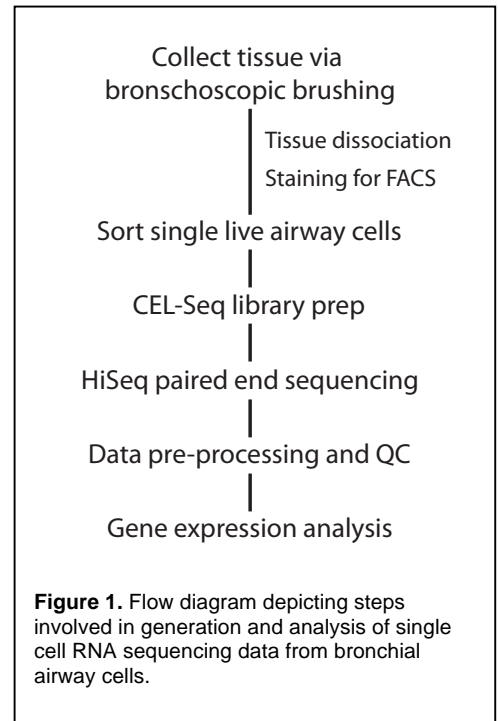 Collect tissue via
bronschoscopic brushing
Tissue dissociation
Staining for FACS
Sort single live airway cells
CEL-Seq library prep
HiSeq paired end sequencing
Data pre-processing and QC
Gene expression analysis
Figure 1. Flow diagram depicting steps
involved in generation and analysis of single
cell RNA sequencing data from bronchial
airway cells.